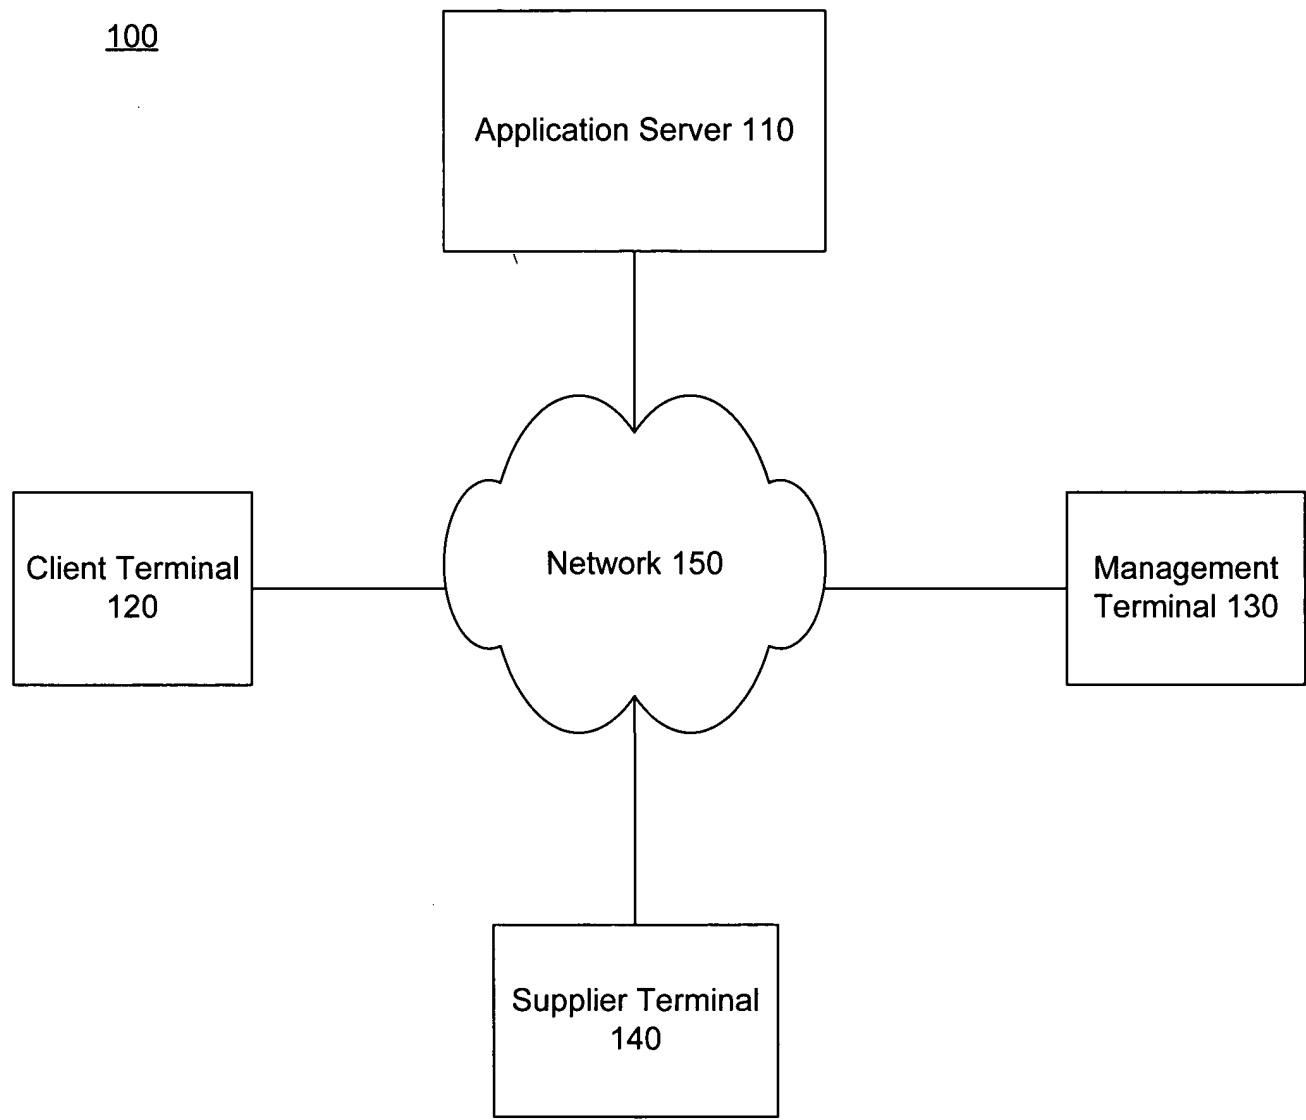 100
Application Server 110
Network 150
Client Terminal
120
Management
Terminal 130
Supplier Terminal
140